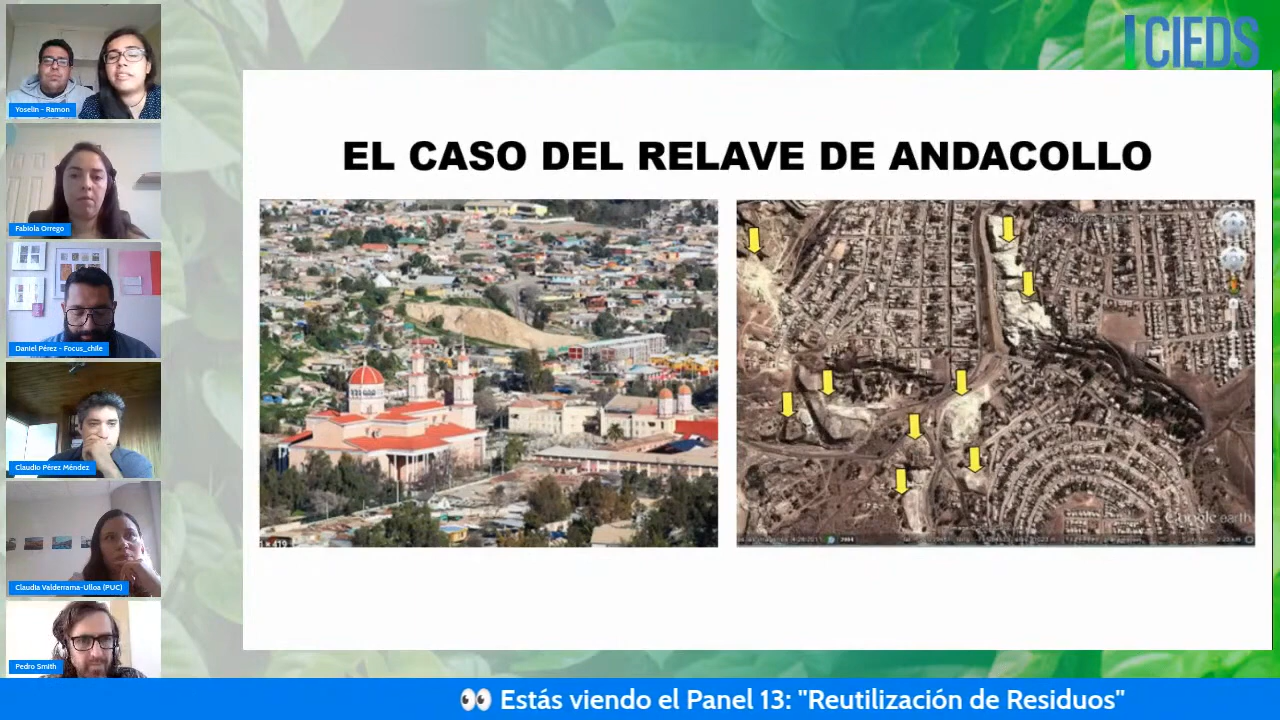 CIEDS
Yoselin - Ramon
Fabiola Orrego
Daniel Pérez - Focus_chile
Claudio Pérez Méndez
Claudia Valderrama-Ulloa (PUC)
Pedro Smith
EL CASO DEL RELAVE DE ANDACOLLO
Google earth
👀 Estás viendo el Panel 13: "Reutilización de Residuos"